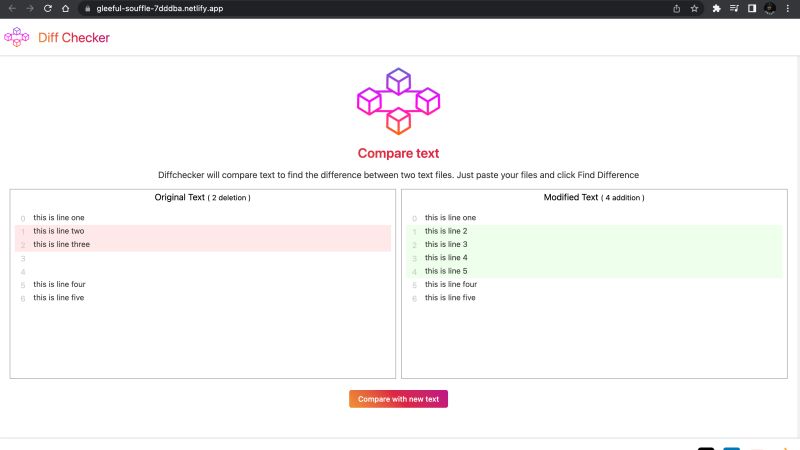 gleeful-souffle-7dddba.netlify.app
Diff Checker
Compare text
Diffchecker will compare text to find the difference between two text files. Just paste your files and click Find Difference
Original Text ( 2 deletion )
0 this is line one
1 this is line two
2 this is line three
3
4
5 this is line four
6 this is line five
Modified Text ( 4 addition )
0 this is line one
1 this is line 2
2 this is line 3
3 this is line 4
4 this is line 5
5 this is line four
6 this is line five
Compare with new text